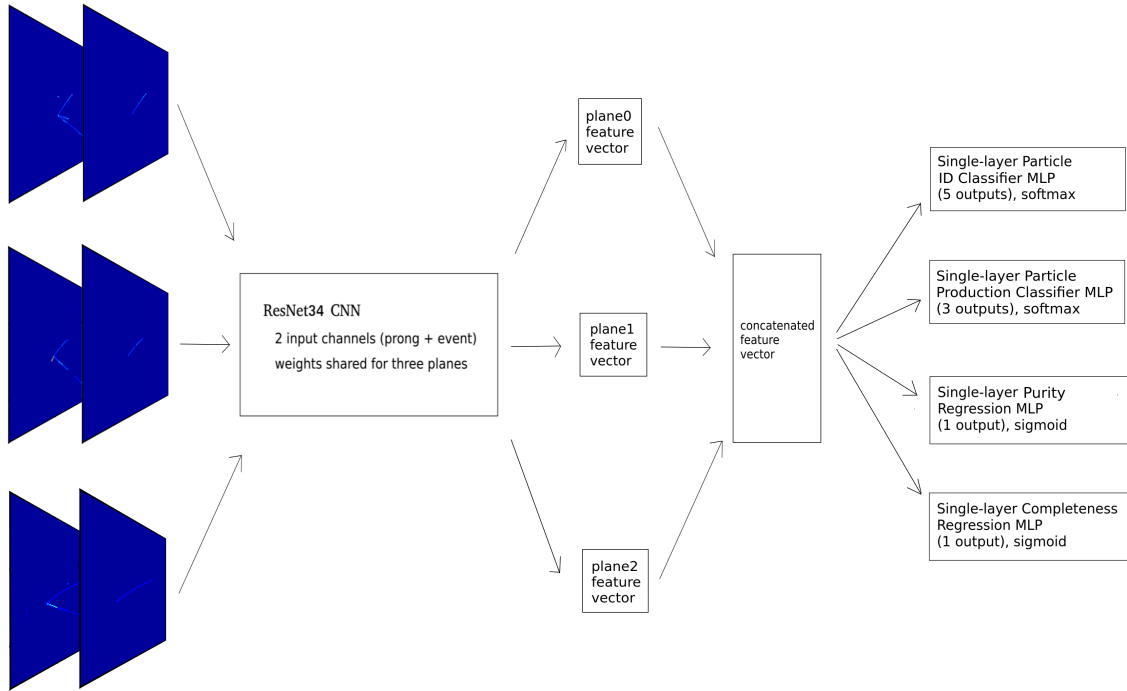 ResNet34 CNN
2 input channels (prong + event)
weights shared for three planes
plane0
feature
vector
plane1
feature
vector
plane2
feature
vector
concatenated
feature
vector
Single-layer Particle
ID Classifier MLP
(5 outputs), softmax
Single-layer Particle
Production Classifier MLP
(3 outputs), softmax
Single-layer Purity
Regression MLP
(1 output), sigmoid
Single-layer Completeness
Regression MLP
(1 output), sigmoid